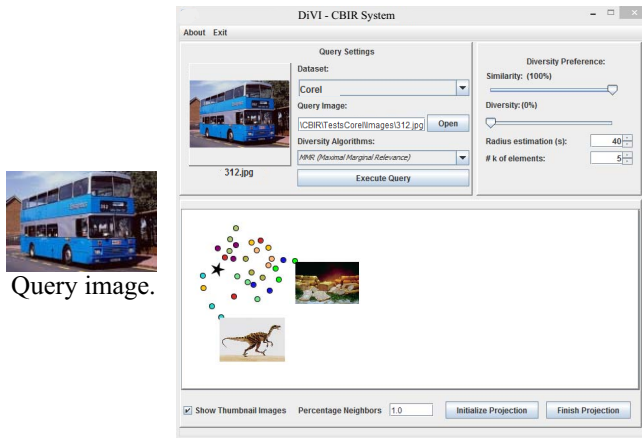 DiVI - CBIR System
About Exit
Query Settings
Dataset:
Corel
Query Image:
\CBIR\TestsCorel\Images\312.jpg Open
Diversity Algorithms:
MMR (Maximal Marginal Relevance)
Execute Query
312.jpg
Diversity Preference:
Similarity: (100%)
Diversity:(0%)
Radius estimation (s): 40
# k of elements: 5
Query image.
Show Thumbnail Images Percentage Neighbors 1.0 Initialize Projection Finish Projection